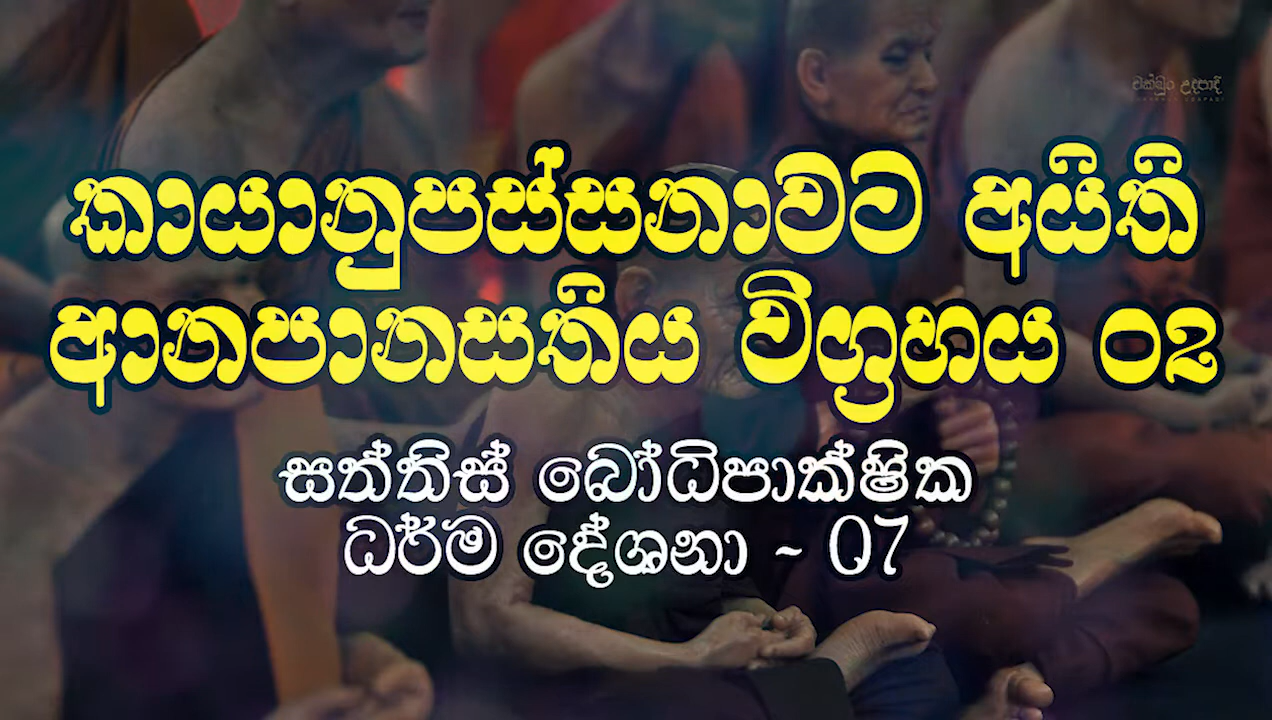 කායානුපස්සනාවට අයිති
ආනාපානසතිය විග්‍රහය 02
සත්තිස් බෝධිපාක්ෂික
ධර්ම දේශනා - 07